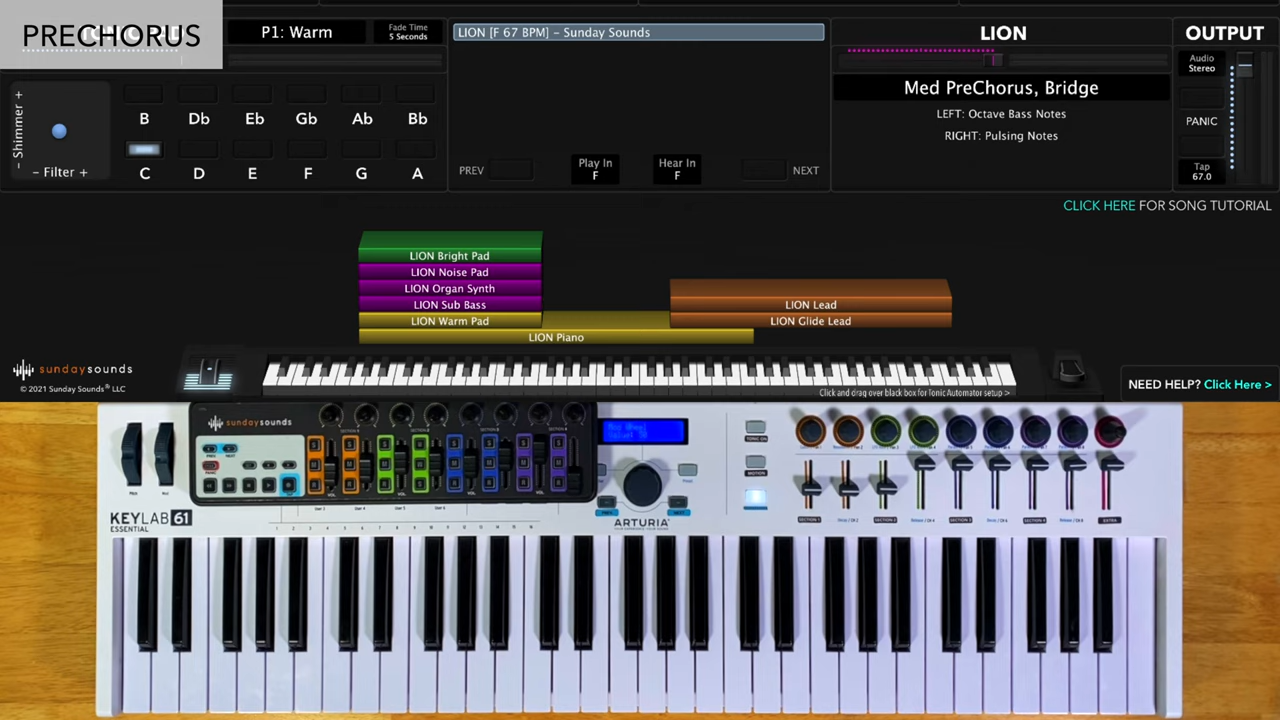 PRECHORUS
P1: Warm
Fade Time
5 Seconds
LION [F 67 BPM] – Sunday Sounds
LION
OUTPUT
Audio
Stereo
Med PreChorus, Bridge
LEFT: Octave Bass Notes
RIGHT: Pulsing Notes
PANIC
Tap
67.0
– Shimmer +
– Filter +
B Db Eb Gb Ab Bb
C D E F G A
PREV
Play In
F
Hear In
F
NEXT
CLICK HERE FOR SONG TUTORIAL
LION Bright Pad
LION Noise Pad
LION Organ Synth
LION Sub Bass
LION Warm Pad
LION Piano
LION Lead
LION Glide Lead
sundaysounds
© 2021 Sunday Sounds® LLC
Click and drag over black box for Tonic Automator setup >
NEED HELP? Click Here >
sundaysounds
KEYLAB 61
ESSENTIAL
ARTURIA